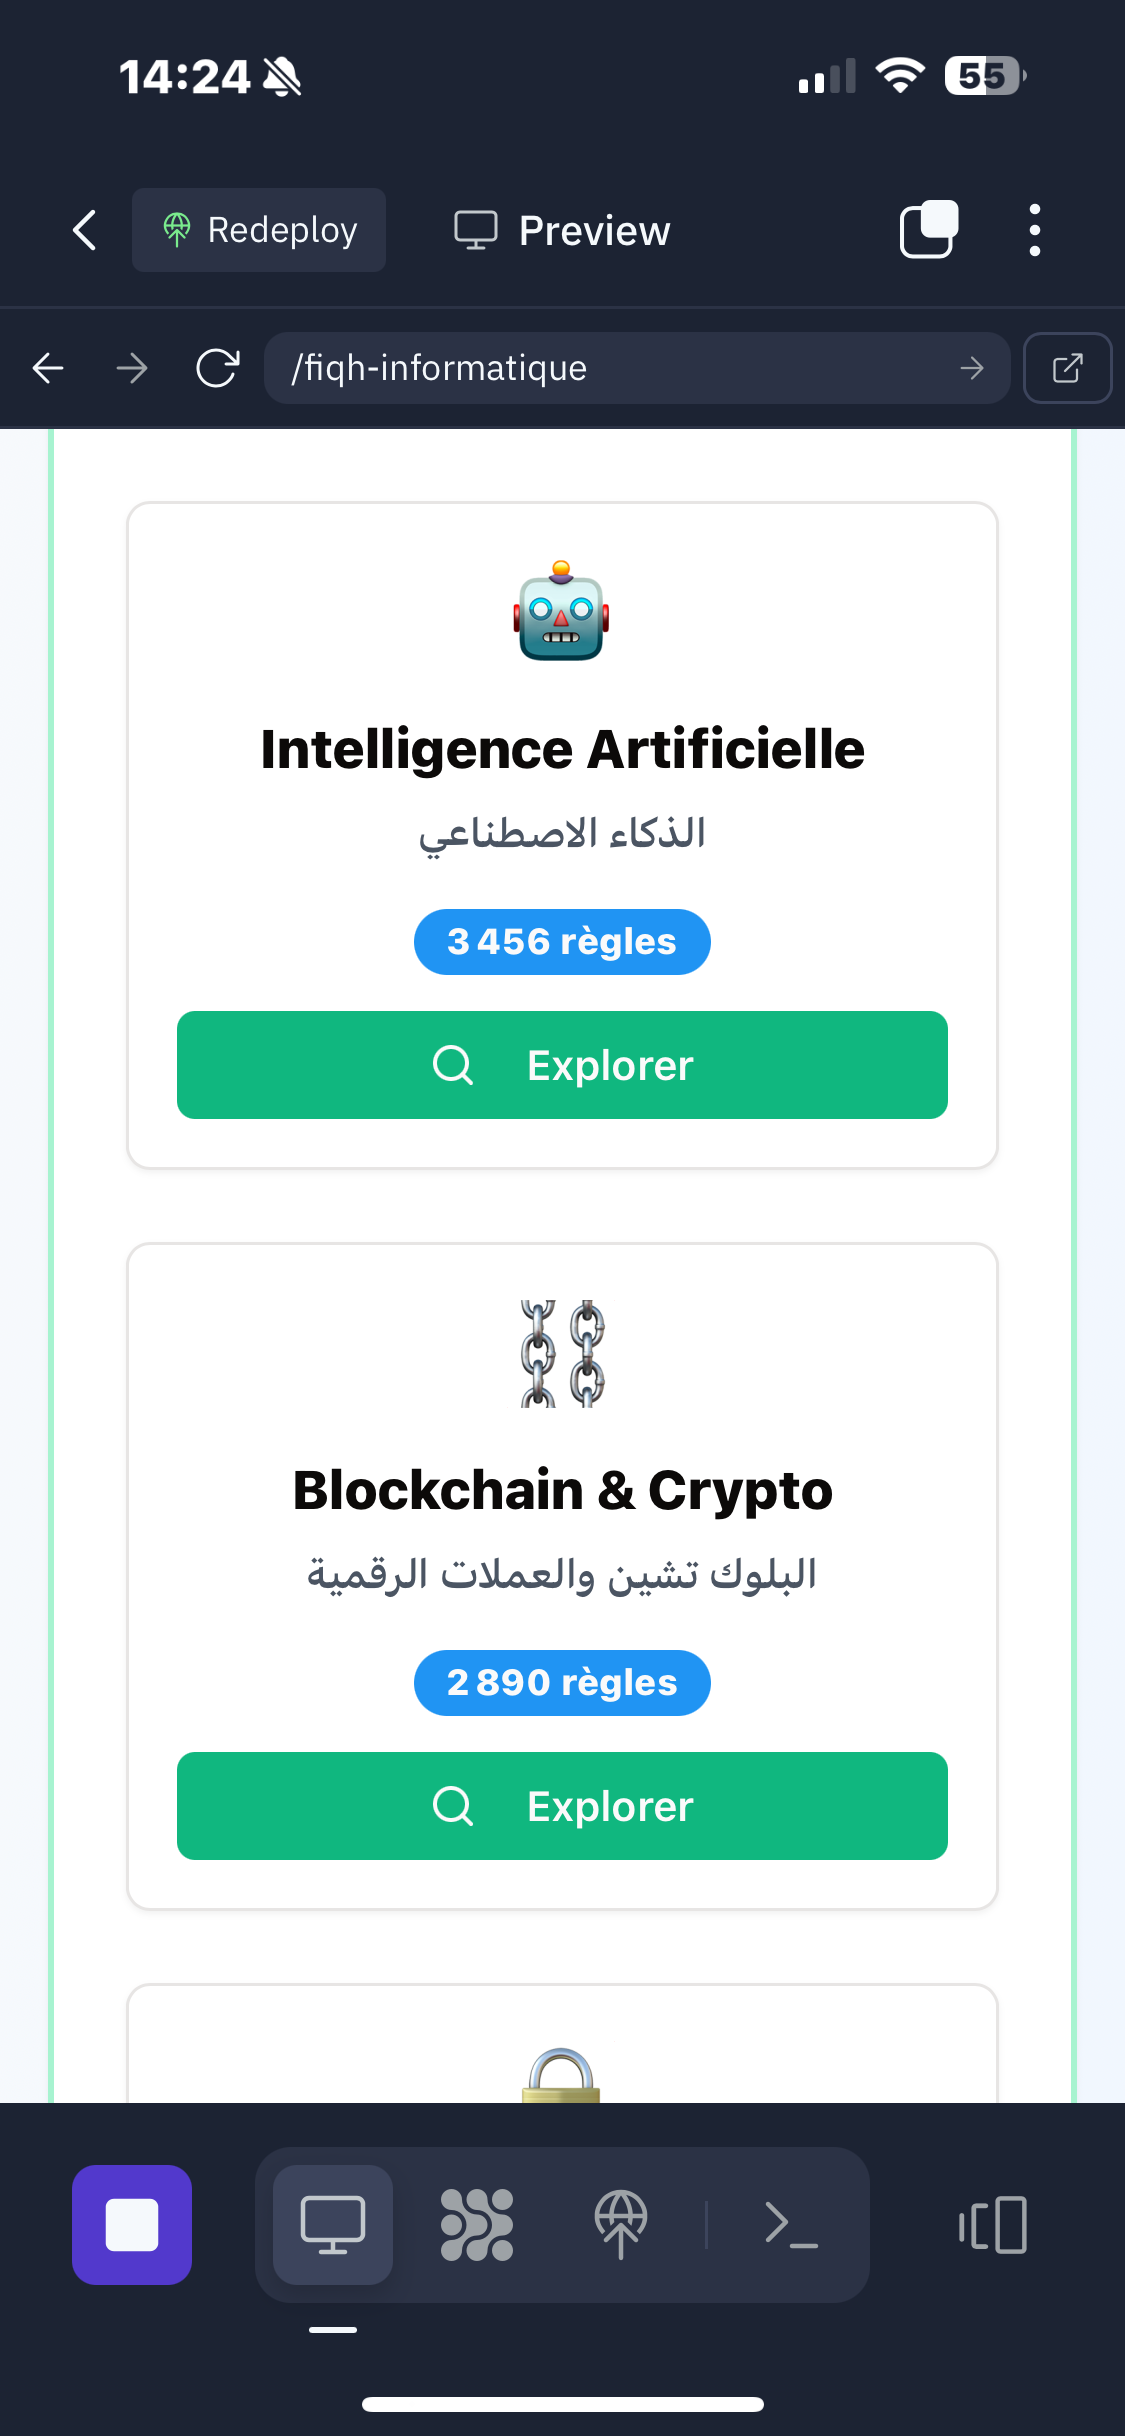 14:24
55
Redeploy
Preview
/fiqh-informatique
Intelligence Artificielle
الذكاء الاصطناعي
3 456 règles
Explorer
Blockchain & Crypto
البلوك تشين والعملات الرقمية
2 890 règles
Explorer